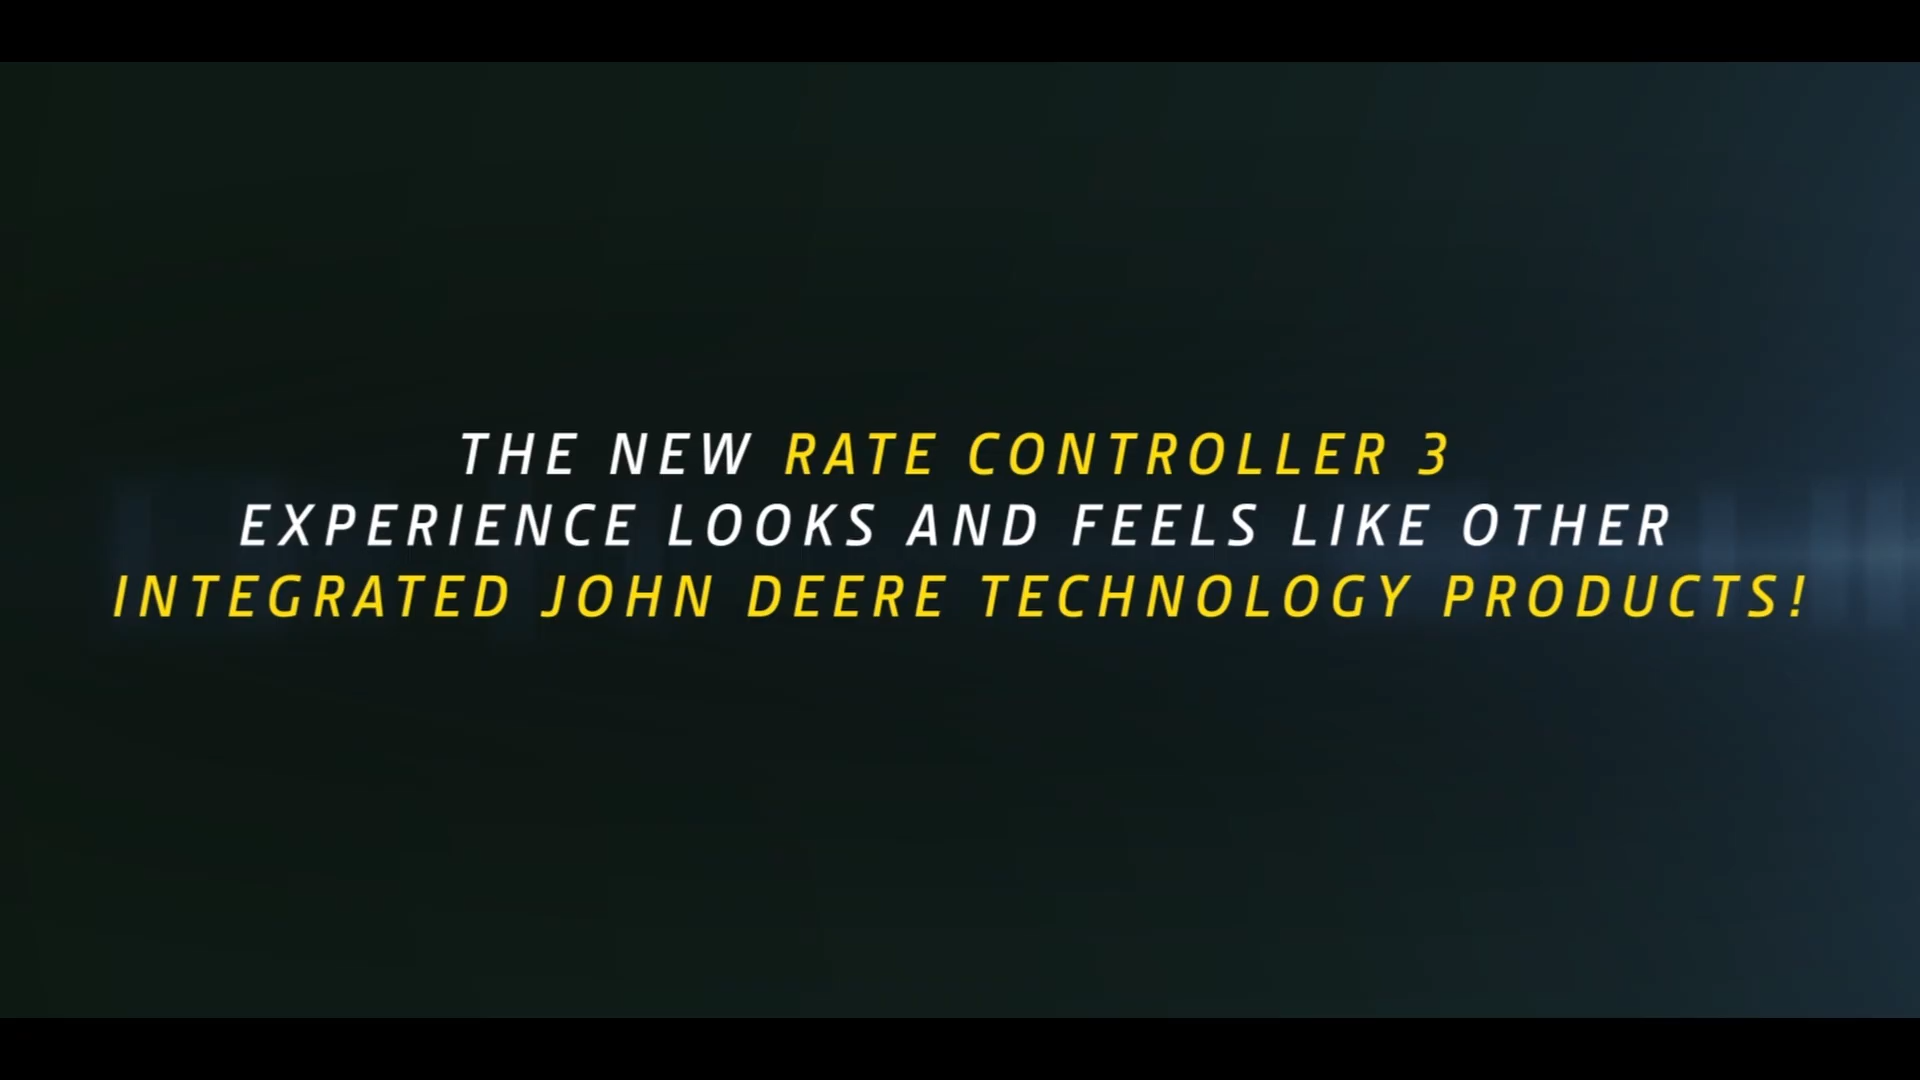 THE NEW RATE CONTROLLER 3
EXPERIENCE LOOKS AND FEELS LIKE OTHER
INTEGRATED JOHN DEERE TECHNOLOGY PRODUCTS!